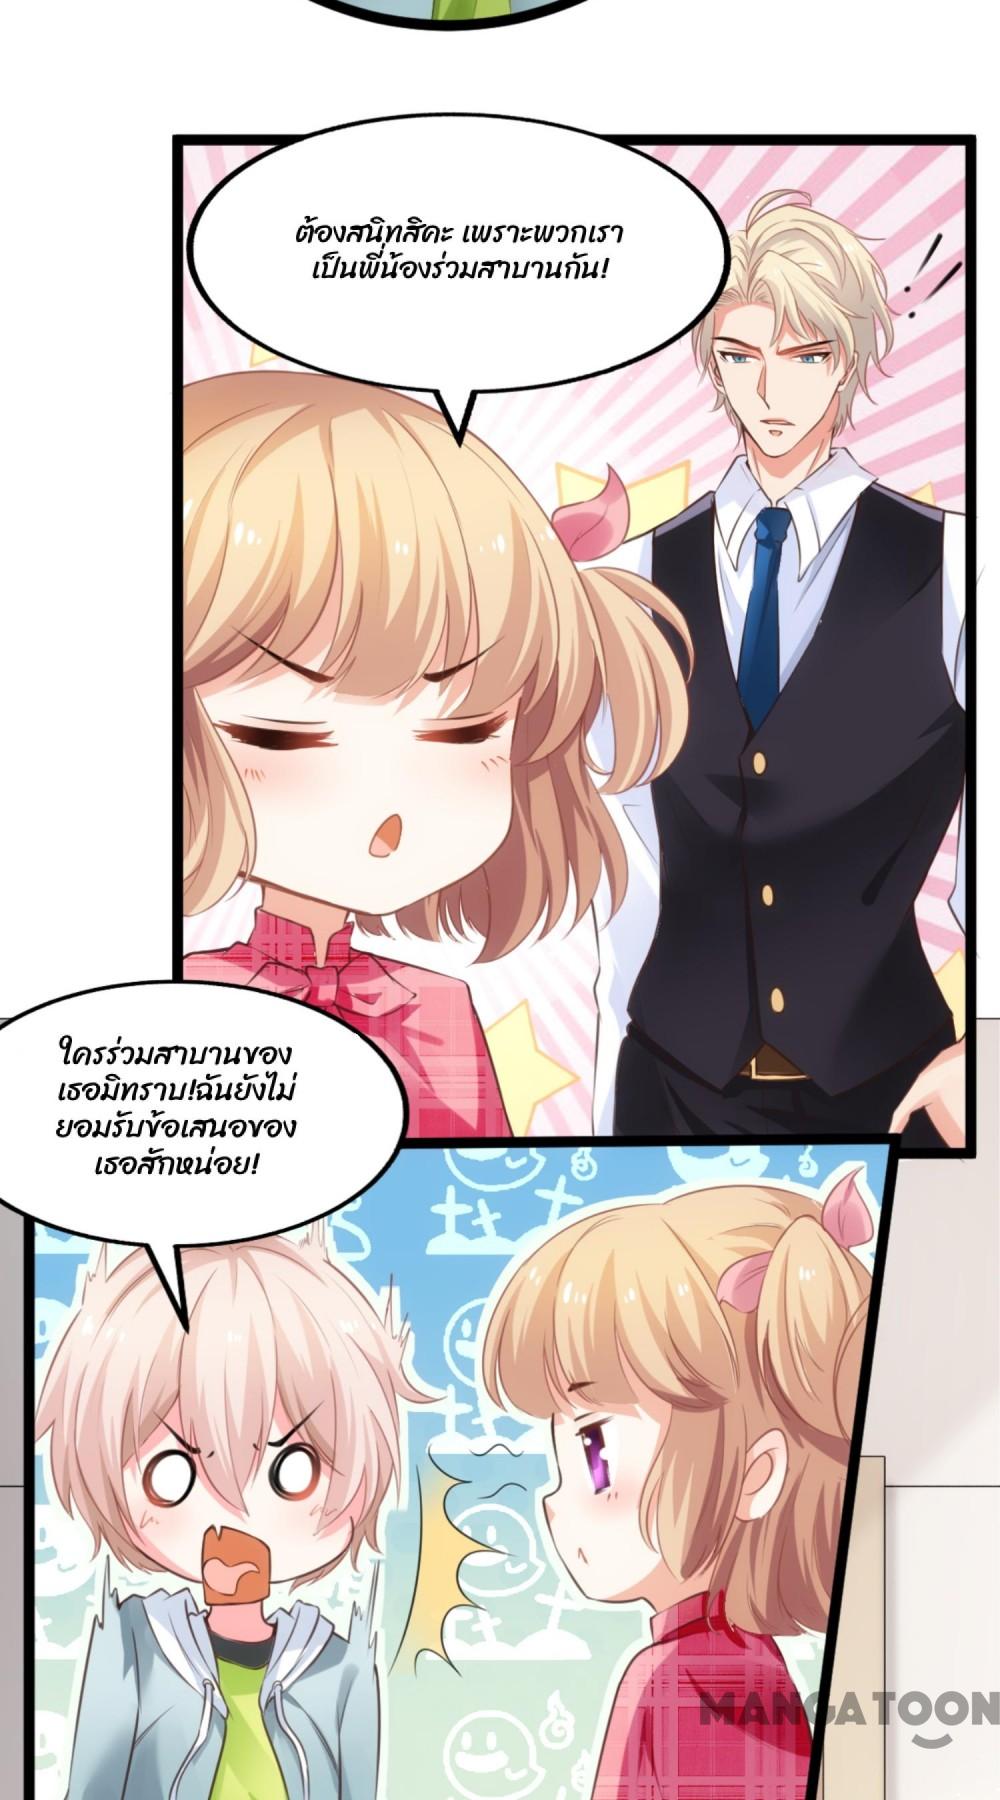 ต้องสนิทสิคะ เพราะพวกเรา
เป็นพี่น้องร่วมสาบานกัน!
ใครร่วมสาบานของ
เธอมิทราบ!ฉันยังไม่
ยอมรับข้อเสนอของ
เธอสักหน่อย!
MANGATOON